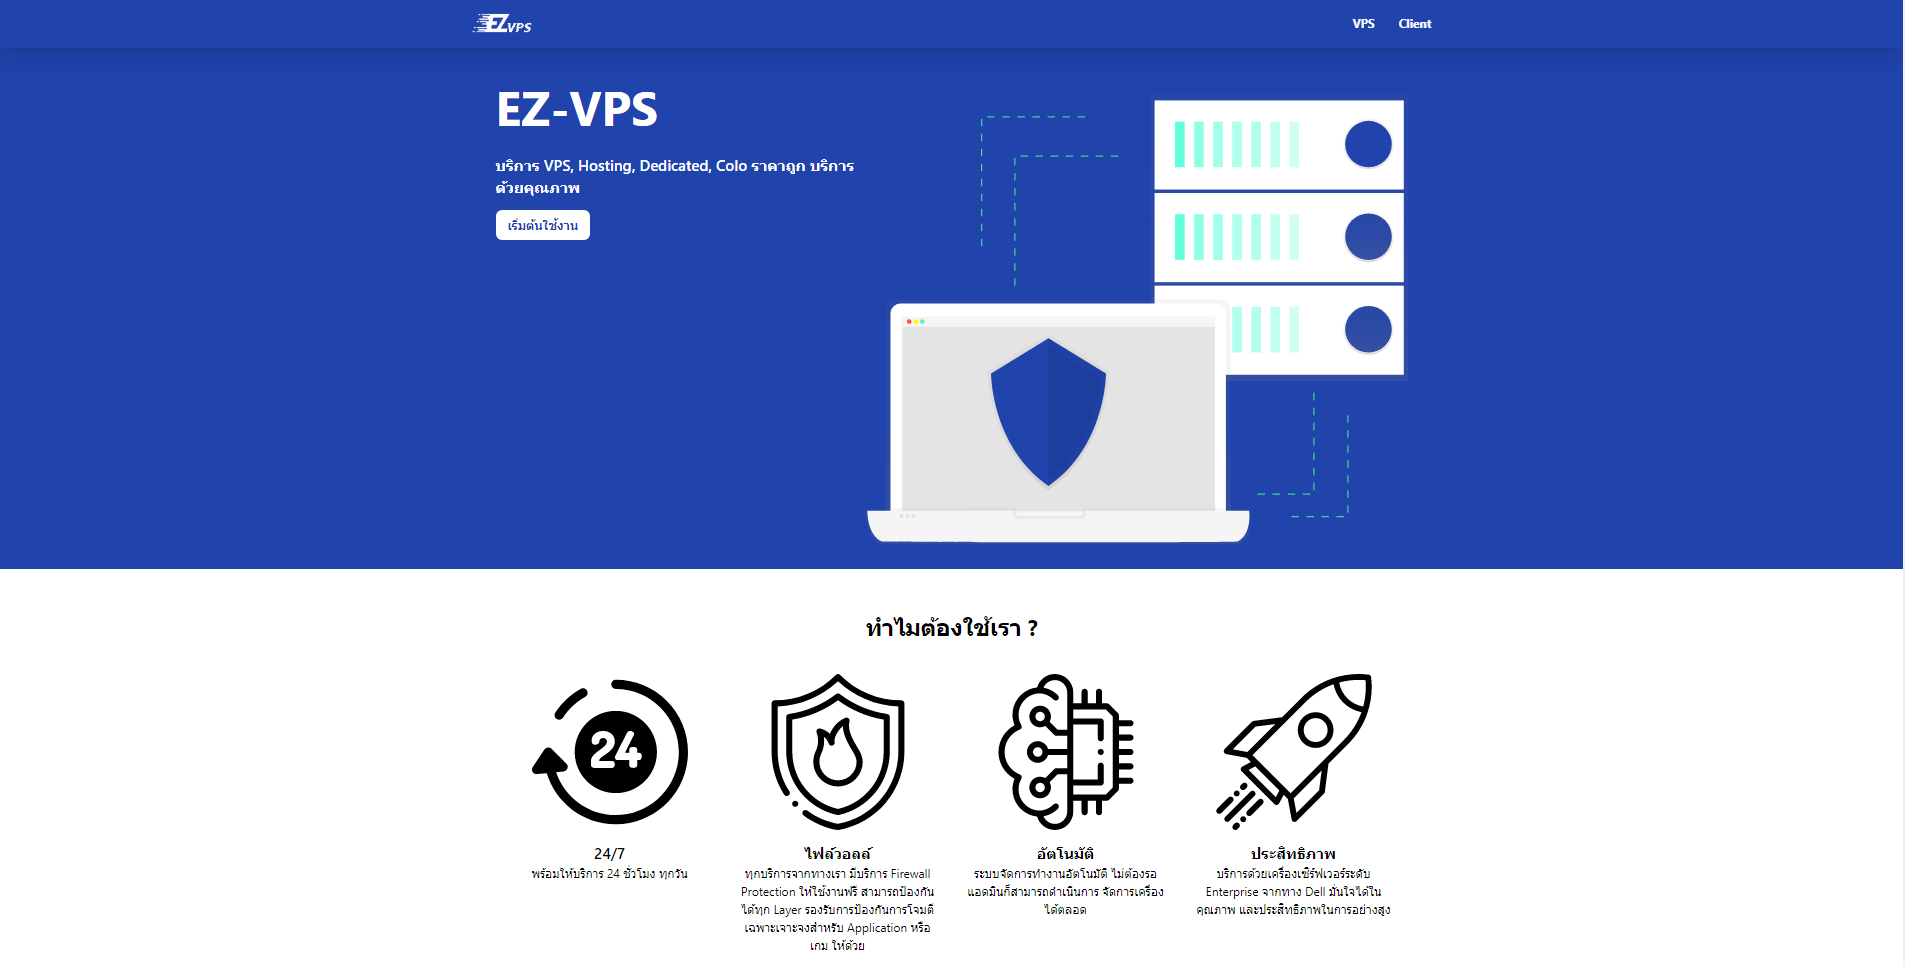 EZVPS
VPS
Client
EZ-VPS
บริการ VPS, Hosting, Dedicated, Colo ราคาถูก บริการ
ด้วยคุณภาพ
เริ่มต้นใช้งาน
ทำไมต้องใช้เรา ?
24
24/7
พร้อมให้บริการ 24 ชั่วโมง ทุกวัน
ไฟล์วอลล์
ทุกบริการจากทางเรา มีบริการ Firewall
Protection ให้ใช้งานฟรี สามารถป้องกัน
ได้ทุก Layer รองรับการป้องกันการโจมตี
เฉพาะเจาะจงสำหรับ Application หรือ
เกม ให้ด้วย
อัตโนมัติ
ระบบจัดการทำงานอัตโนมัติ ไม่ต้องรอ
แอดมินก็สามารถดำเนินการ จัดการเครื่อง
ได้ตลอด
ประสิทธิภาพ
บริการด้วยเครื่องเซิร์ฟเวอร์ระดับ
Enterprise จากทาง Dell มั่นใจได้ใน
คุณภาพ และประสิทธิภาพในการอย่างสูง